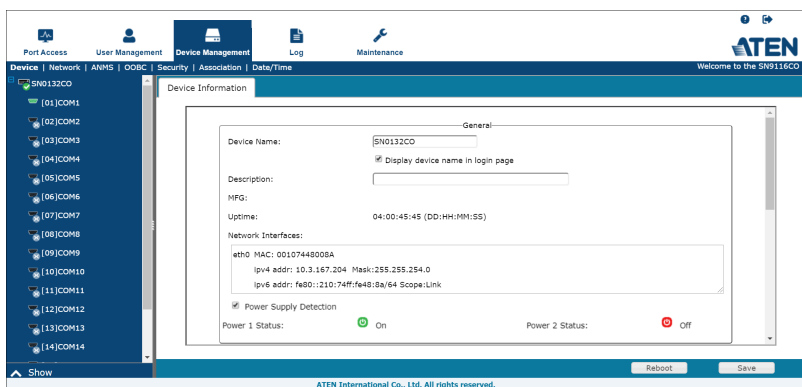 Port Access
User Management
Device Management
Log
Maintenance
ATEN
Device | Network | ANMS | OOBC | Security | Association | Date/Time
Welcome to the SN9116CO
SN0132CO
[01]COM1
[02]COM2
[03]COM3
[04]COM4
[05]COM5
[06]COM6
[07]COM7
[08]COM8
[09]COM9
[10]COM10
[11]COM11
[12]COM12
[13]COM13
[14]COM14
Show
Device Information
General
Device Name: SN0132CO
Display device name in login page
Description:
MFG:
Uptime: 04:00:45:45 (DD:HH:MM:SS)
Network Interfaces:
eth0 MAC: 00107448008A
ipv4 addr: 10.3.167.204 Mask:255.255.254.0
ipv6 addr: fe80::210:74ff:fe48:8a/64 Scope:Link
Power Supply Detection
Power 1 Status: On Power 2 Status: Off
Reboot Save
ATEN International Co., Ltd. All rights reserved.